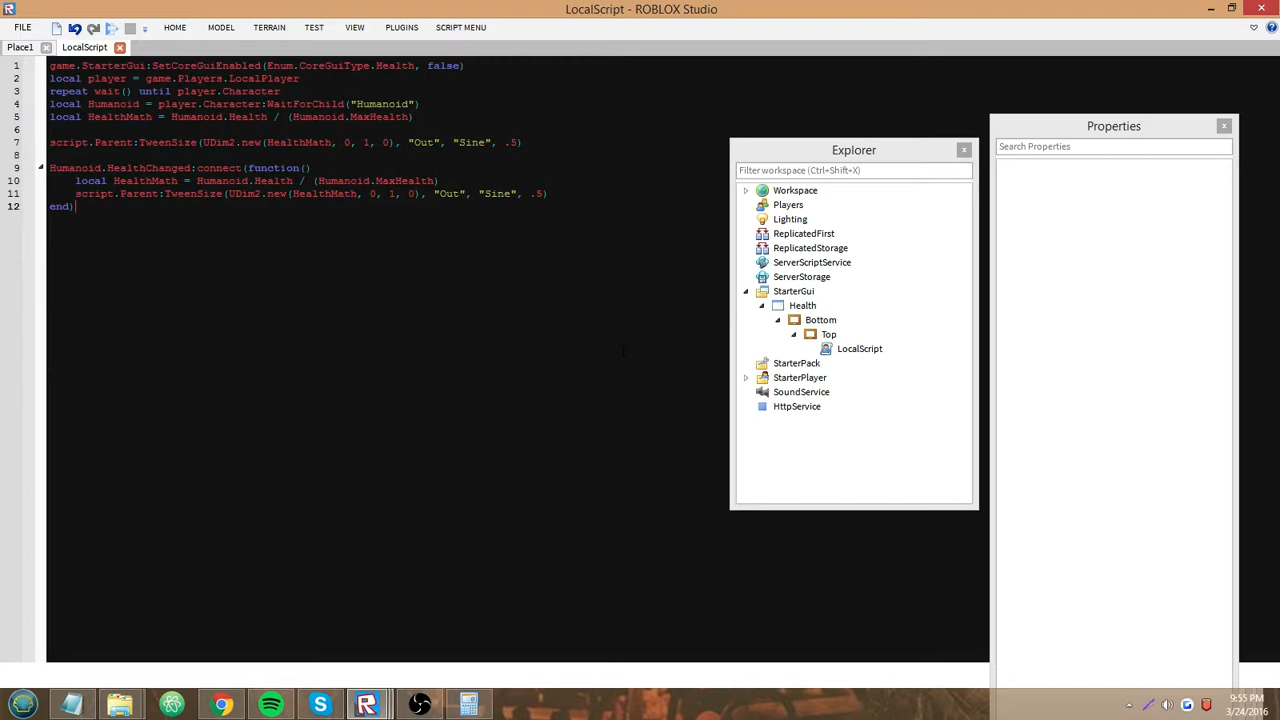 LocalScript - ROBLOX Studio
FILE
HOME
MODEL
TERRAIN
TEST
VIEW
PLUGINS
SCRIPT MENU
Place1
LocalScript
1 game.StarterGui:SetCoreGuiEnabled(Enum.CoreGuiType.Health, false)
2 local player = game.Players.LocalPlayer
3 repeat wait() until player.Character
4 local Humanoid = player.Character:WaitForChild("Humanoid")
5 local HealthMath = Humanoid.Health / (Humanoid.MaxHealth)
6
7 script.Parent:TweenSize(UDim2.new(HealthMath, 0, 1, 0), "Out", "Sine", .5)
8
9 Humanoid.HealthChanged:connect(function()
10 local HealthMath = Humanoid.Health / (Humanoid.MaxHealth)
11 script.Parent:TweenSize(UDim2.new(HealthMath, 0, 1, 0), "Out", "Sine", .5)
12 end)
Explorer
Filter workspace (Ctrl+Shift+X)
Workspace
Players
Lighting
ReplicatedFirst
ReplicatedStorage
ServerScriptService
ServerStorage
StarterGui
Health
Bottom
Top
LocalScript
StarterPack
StarterPlayer
SoundService
HttpService
Properties
Search Properties
9:55 PM
3/24/2016